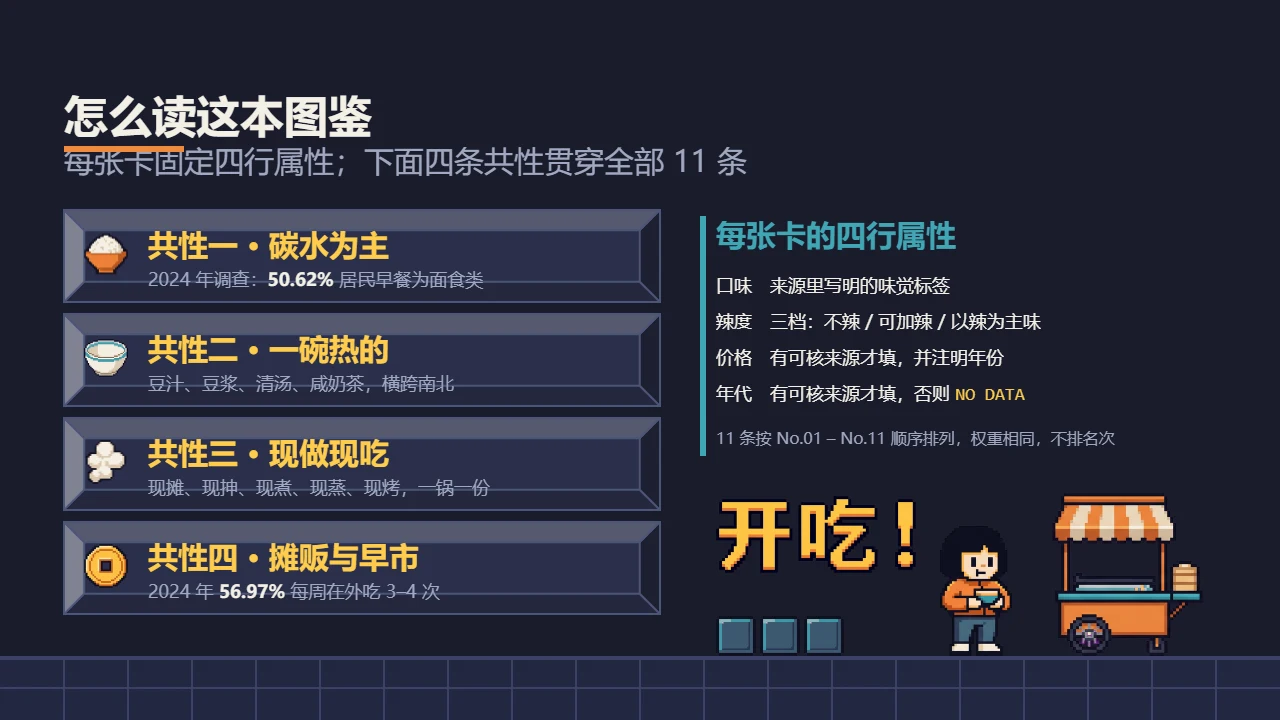 怎么读这本图鉴
每张卡固定四行属性；下面四条共性贯穿全部 11 条
共性一·碳水为主
2024 年调查：50.62% 居民早餐为面食类
共性二·一碗热的
豆汁、豆浆、清汤、咸奶茶，横跨南北
共性三·现做现吃
现摊、现抻、现煮、现蒸、现烤，一锅一份
共性四·摊贩与早市
2024 年 56.97% 每周在外吃 3–4 次
每张卡的四行属性
口味 来源里写明的味觉标签
辣度 三档：不辣 / 可加辣 / 以辣为主味
价格 有可核来源才填，并注明年份
年代 有可核来源才填，否则 NO DATA
11 条按 No.01 – No.11 顺序排列，权重相同，不排名次
开吃！